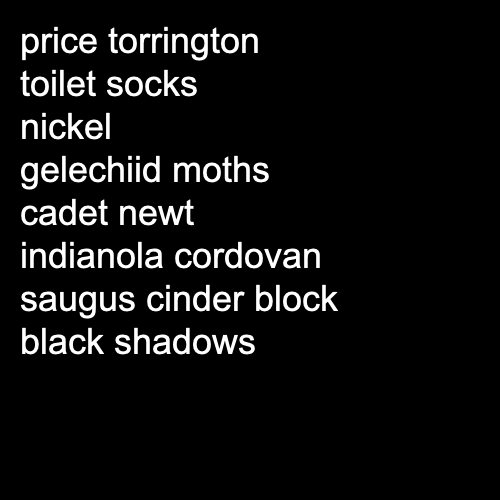 price torrington
toilet socks
nickel
gelechiid moths
cadet newt
indianola cordovan
saugus cinder block
black shadows